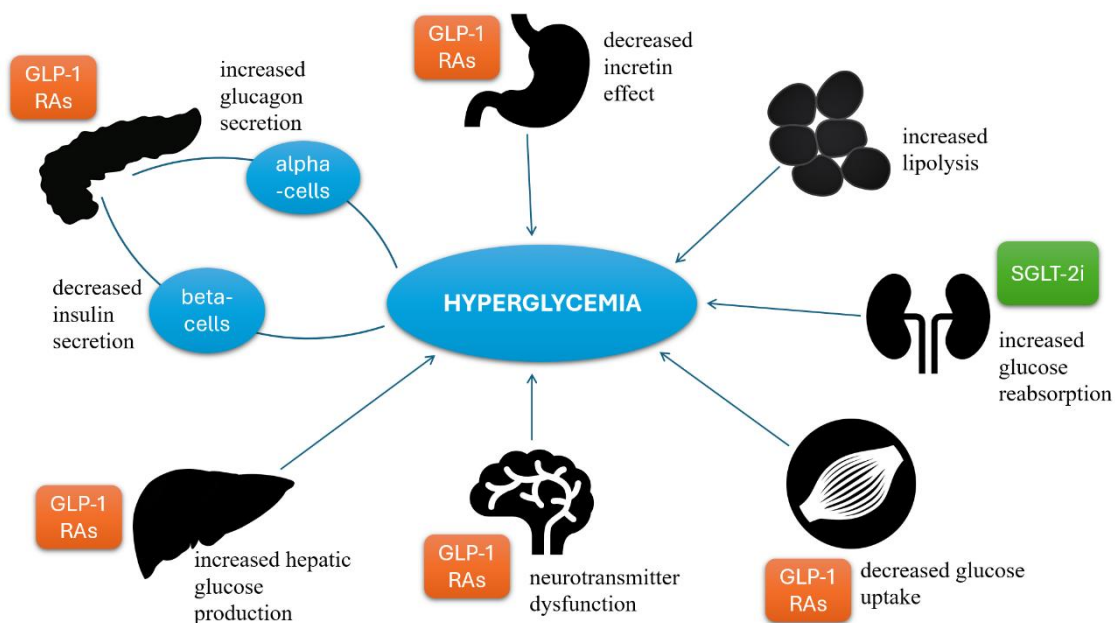 GLP-1
RAs
increased
glucagon
secretion
alpha
-cells
decreased
insulin
secretion
beta-
cells
GLP-1
RAs
decreased
incretin
effect
increased
lipolysis
SGLT-2i
increased
glucose
reabsorption
HYPERGLYCEMIA
GLP-1
RAs
increased hepatic
glucose
production
GLP-1
RAs
neurotransmitter
dysfunction
GLP-1
RAs
decreased glucose
uptake